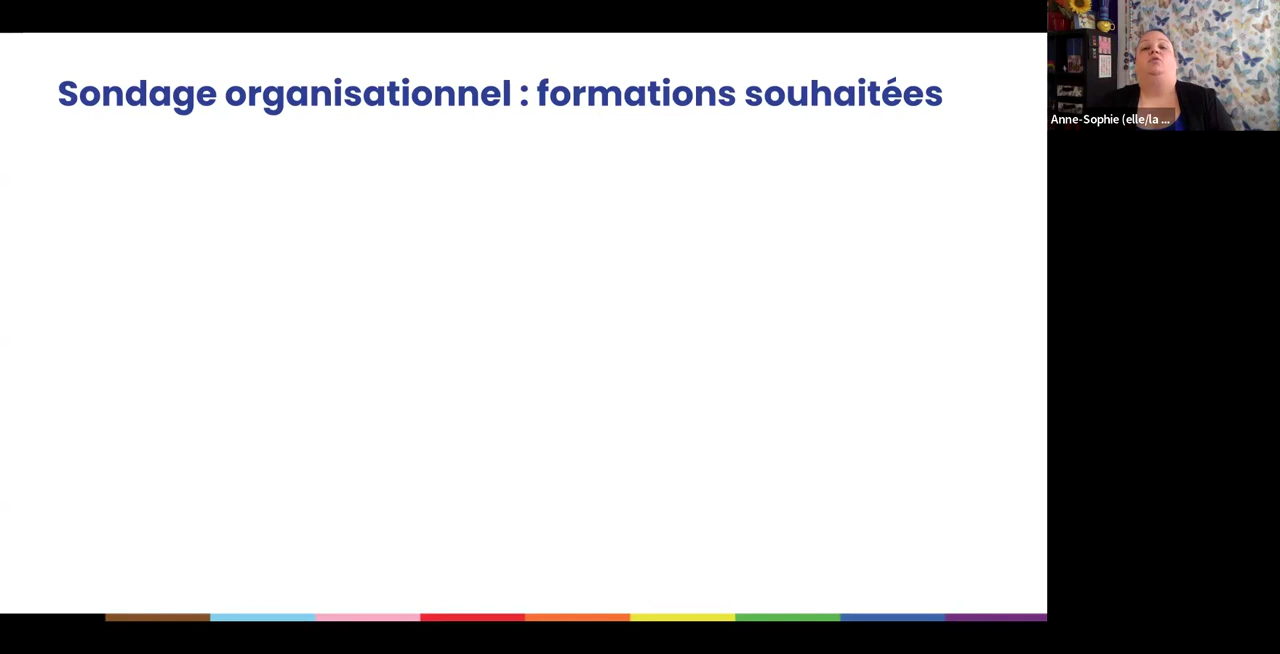 Sondage organisationnel : formations souhaitées
Anne-Sophie (elle/la ...